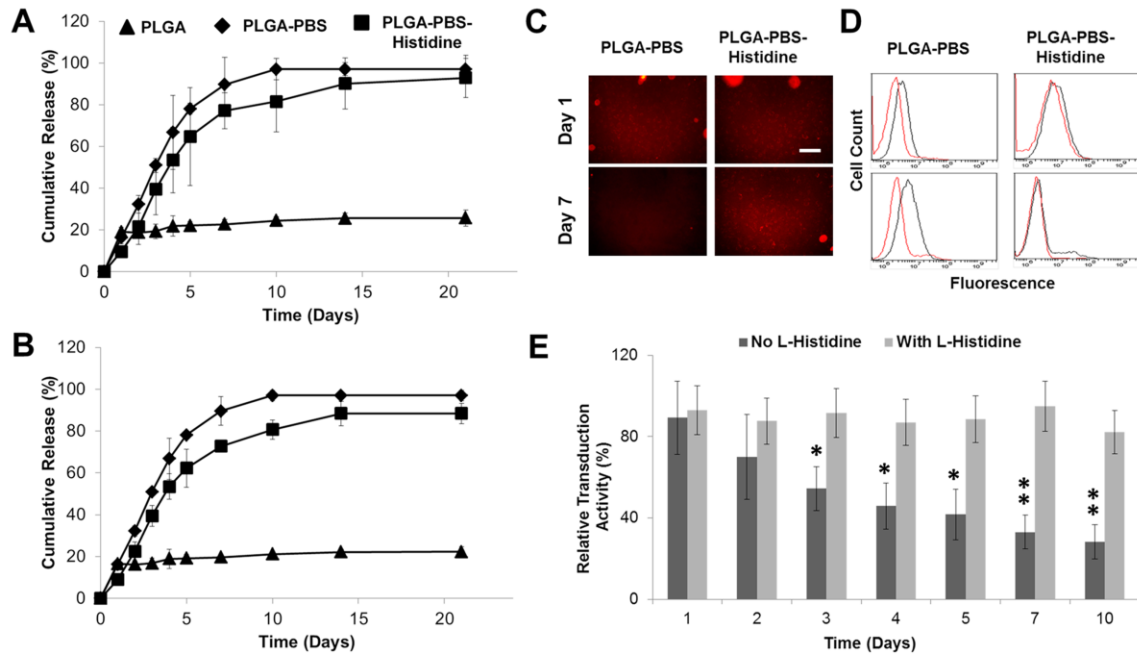 A
PLGA
PLGA-PBS
PLGA-PBS-
Histidine
Cumulative Release (%)
120
100
80
60
40
20
0
0
5
10
15
20
Time (Days)
B
Cumulative Release (%)
120
100
80
60
40
20
0
0
5
10
15
20
Time (Days)
C
PLGA-PBS
PLGA-PBS-
Histidine
Day 1
Day 7
D
PLGA-PBS
PLGA-PBS-
Histidine
Cell Count
Fluorescence
E
No L-Histidine
With L-Histidine
Relative Transduction
Activity (%)
120
80
40
0
*
*
*
**
**
1
2
3
4
5
7
10
Time (Days)